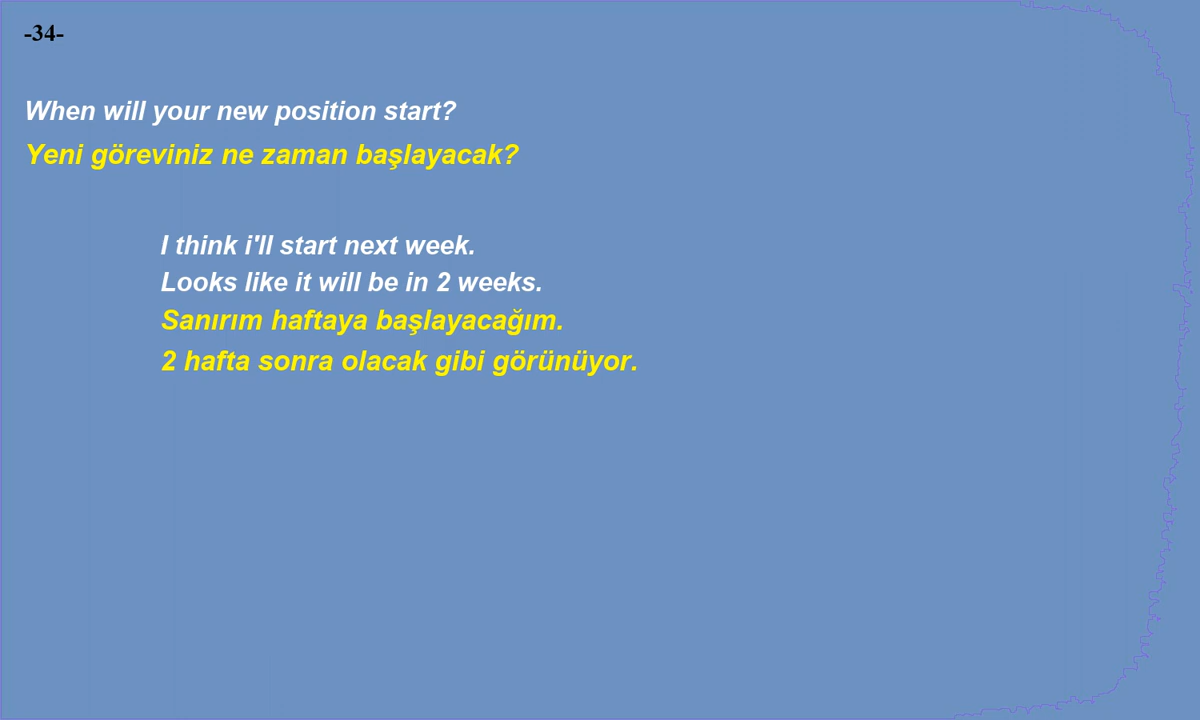 -34-
When will your new position start?
Yeni göreviniz ne zaman başlayacak?
I think i'll start next week.
Looks like it will be in 2 weeks.
Sanırım haftaya başlayacağım.
2 hafta sonra olacak gibi görünüyor.